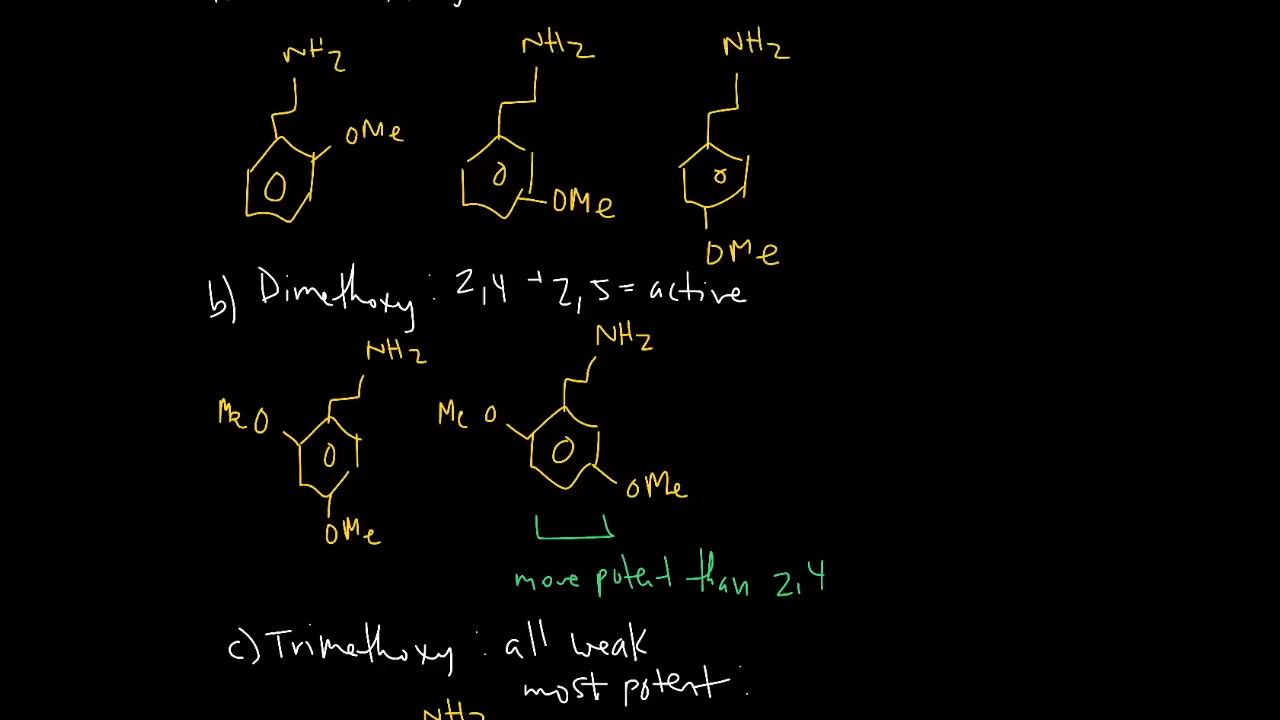 NH2 NH2 NH2
OMe
OMe
OMe
b) Dimethoxy : 2,4 + 2,5 = active
NH2
NH2
MeO MeO
OMe
OMe
more potent than 2,4
c) Trimethoxy : all weak
most potent :
NH2